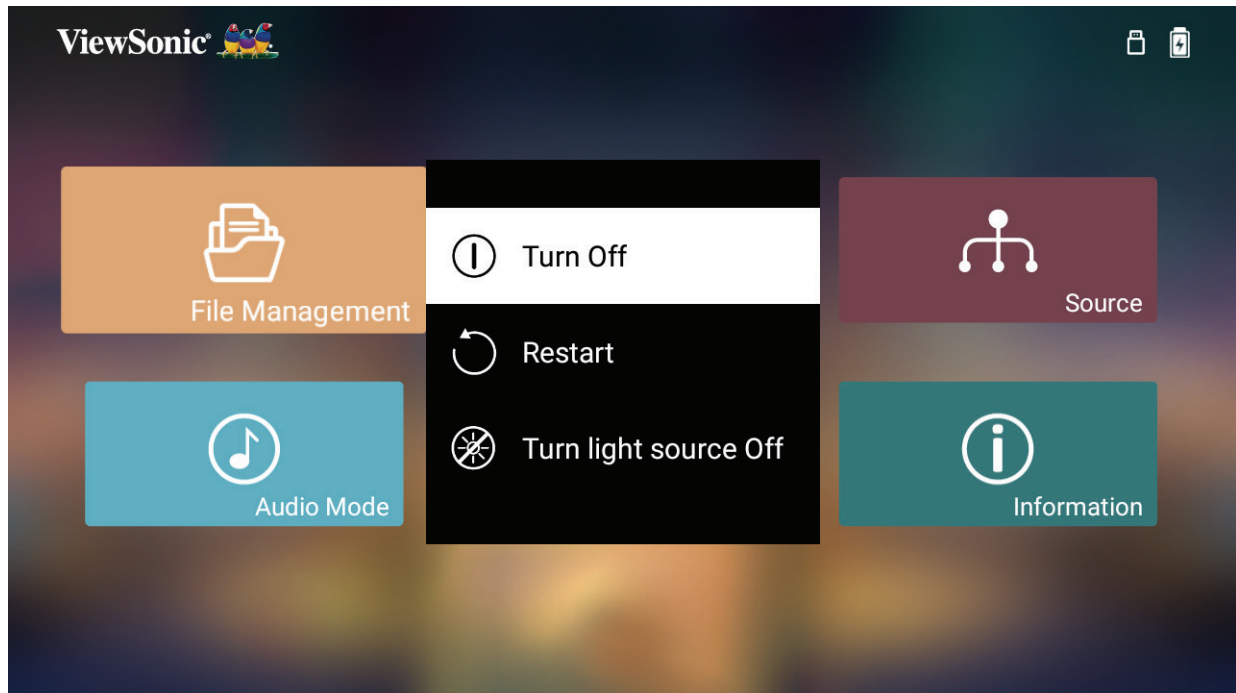 ViewSonic®
File Management
Turn Off
Source
Restart
Turn light source Off
Audio Mode
Information